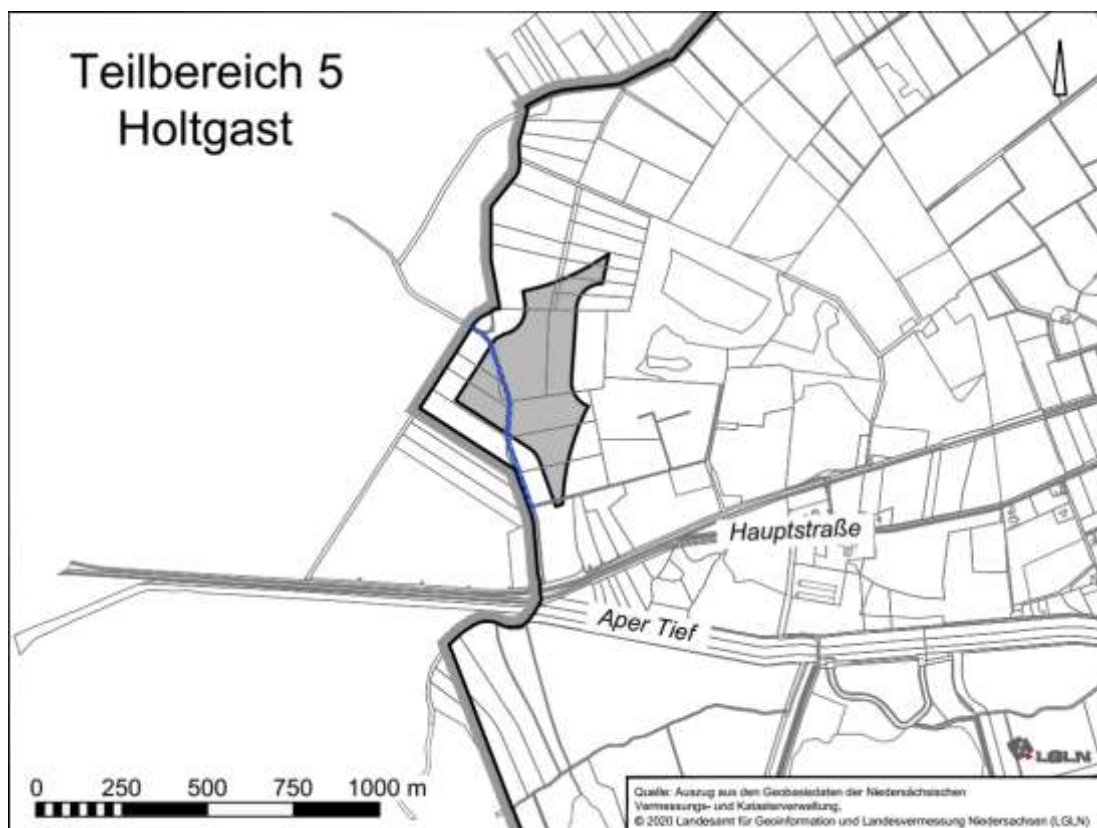 Teilbereich 5
Holtgast
Hauptstraße
Aper Tief
LGLN
0 250 500 750 1000 m
Quelle: Auszug aus den Geobasisdaten der Niedersächsischen
Vermessungs- und Katasterverwaltung,
© 2020 Landesamt für Geoinformation und Landesvermessung Niedersachsen (LGLN)